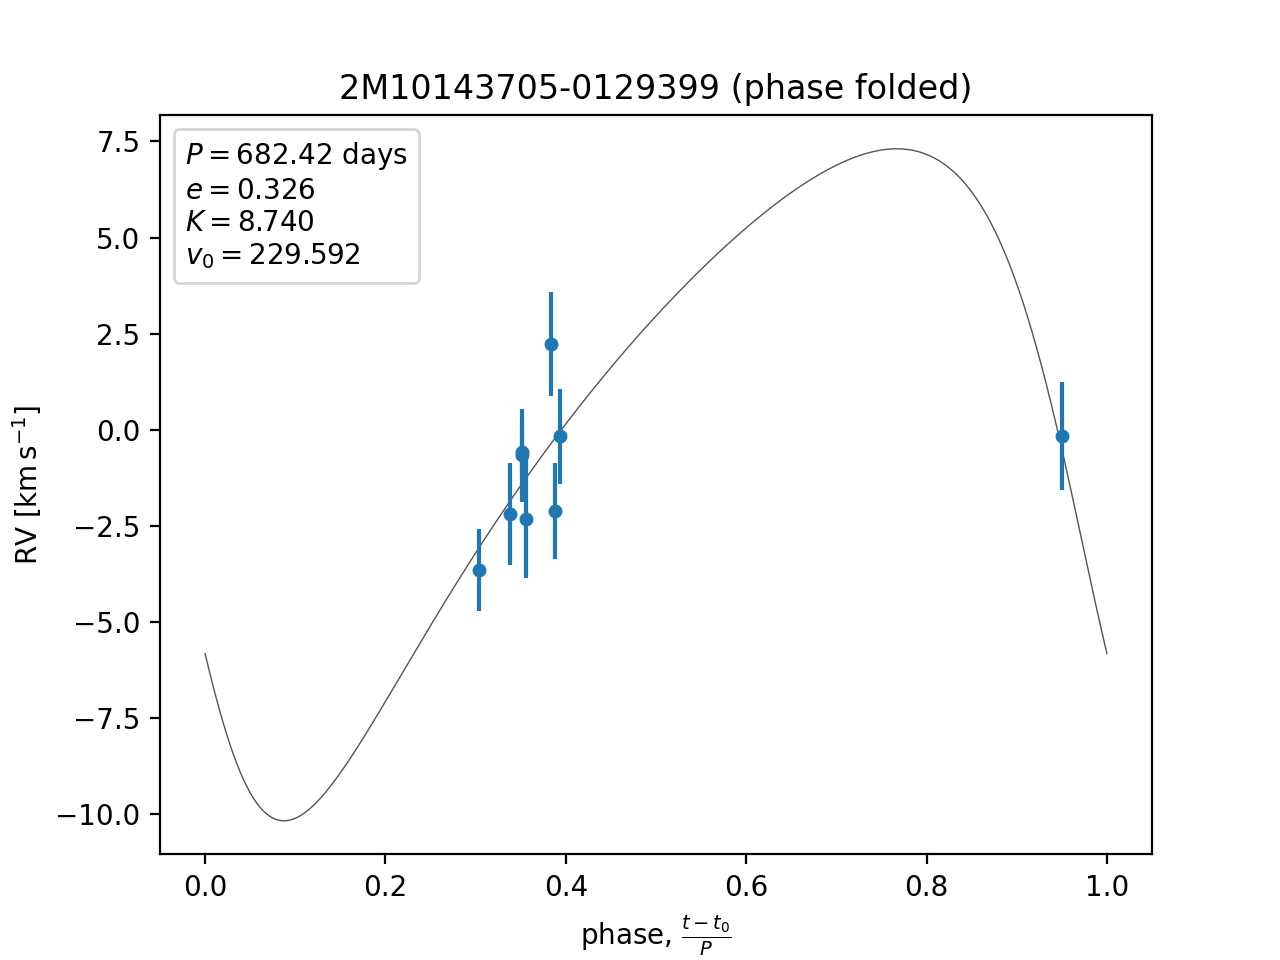 2M10143705-0129399 (phase folded)
P = 682.42 days
e = 0.326
K = 8.740
v₀ = 229.592
RV [km s⁻¹]
7.5
5.0
2.5
0.0
−2.5
−5.0
−7.5
−10.0
0.0 0.2 0.4 0.6 0.8 1.0
phase, (t − t₀)/P